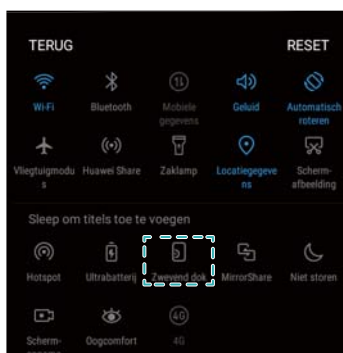 TERUG RESET
Wi-Fi Bluetooth Mobiele gegevens Geluid Automatisch roteren
Vliegtuigmodu s Huawei Share Zaklamp Locatiegegeve ns Scherm-afbeelding
Sleep om titels toe te voegen
Hotspot Ultrabatterij Zwevend dok MirrorShare Niet storen
Scherm- Oogcomfort 4G
4G